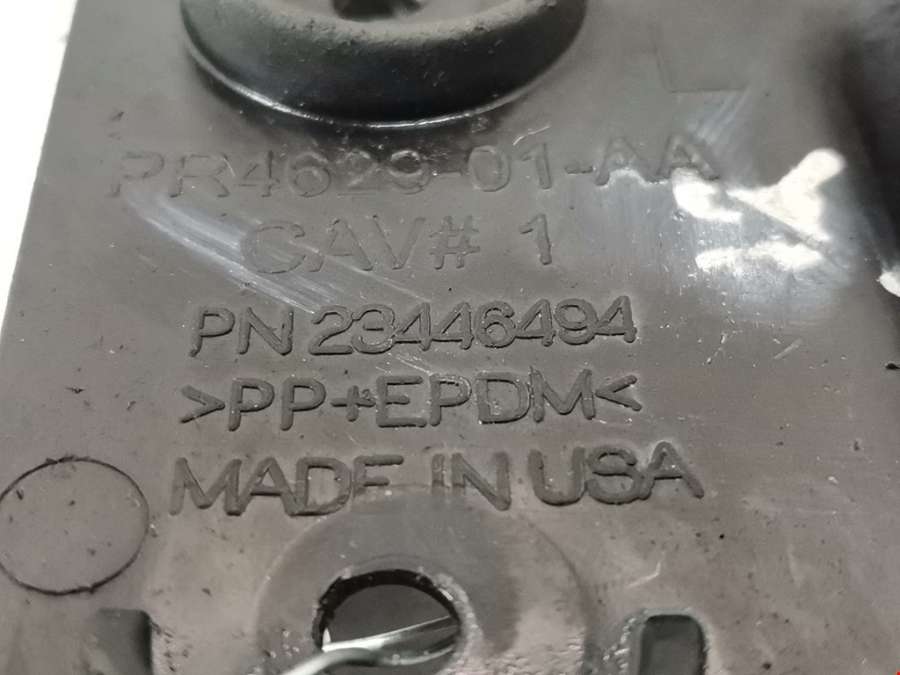 PR4629-01-AA
CAV# 1
PN 23446494
>PP+EPDM<
MADE IN USA